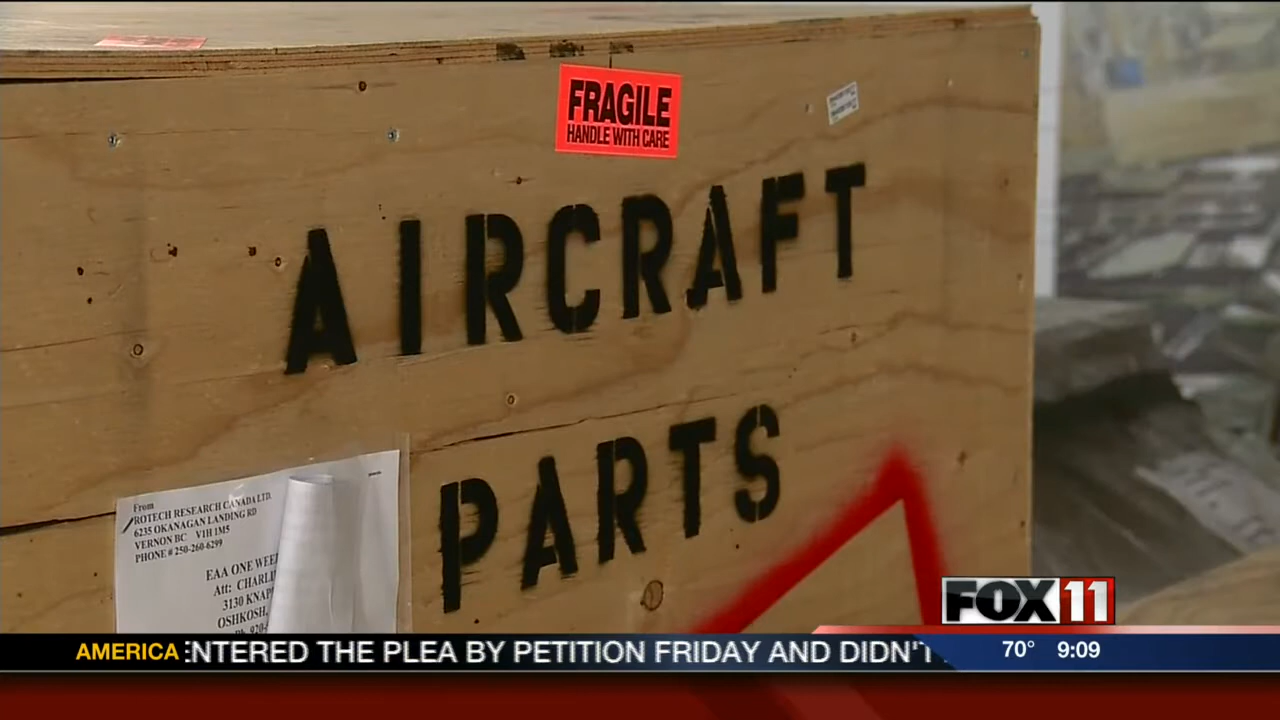 FRAGILE
HANDLE WITH CARE
AIRCRAFT
PARTS
From
ROTECH RESEARCH CANADA LTD.
6235 OKANAGAN LANDING RD
VERNON BC V1H 1M5
PHONE # 250-260-6299
EAA ONE WEE
Att: CHARLI
3130 KNAP
OSHKOSH,
FOX 11
AMERICA ENTERED THE PLEA BY PETITION FRIDAY AND DIDN'T
70° 9:09